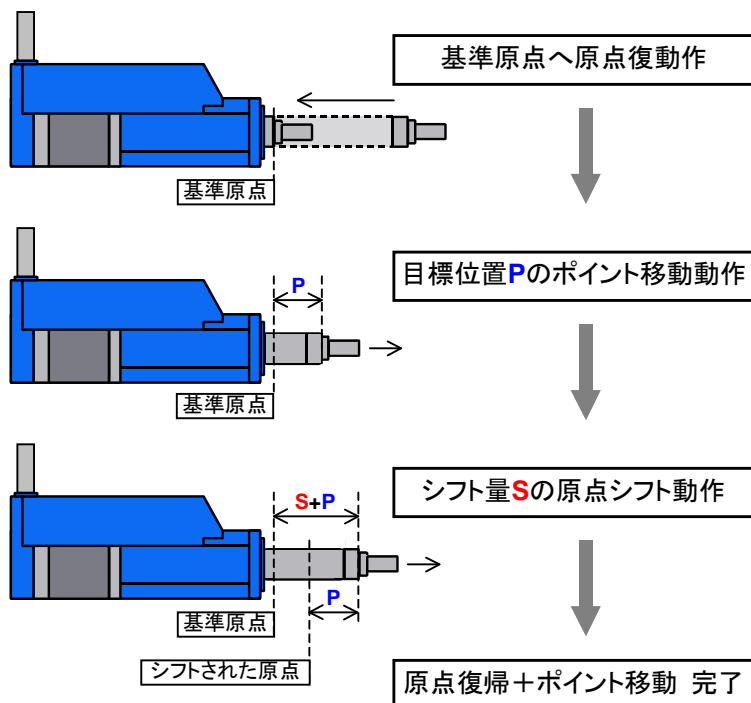 基準原点へ原点復動作
基準原点
目標位置Pのポイント移動動作
P
基準原点
シフト量Sの原点シフト動作
S+P
P
基準原点
シフトされた原点
原点復帰+ポイント移動 完了